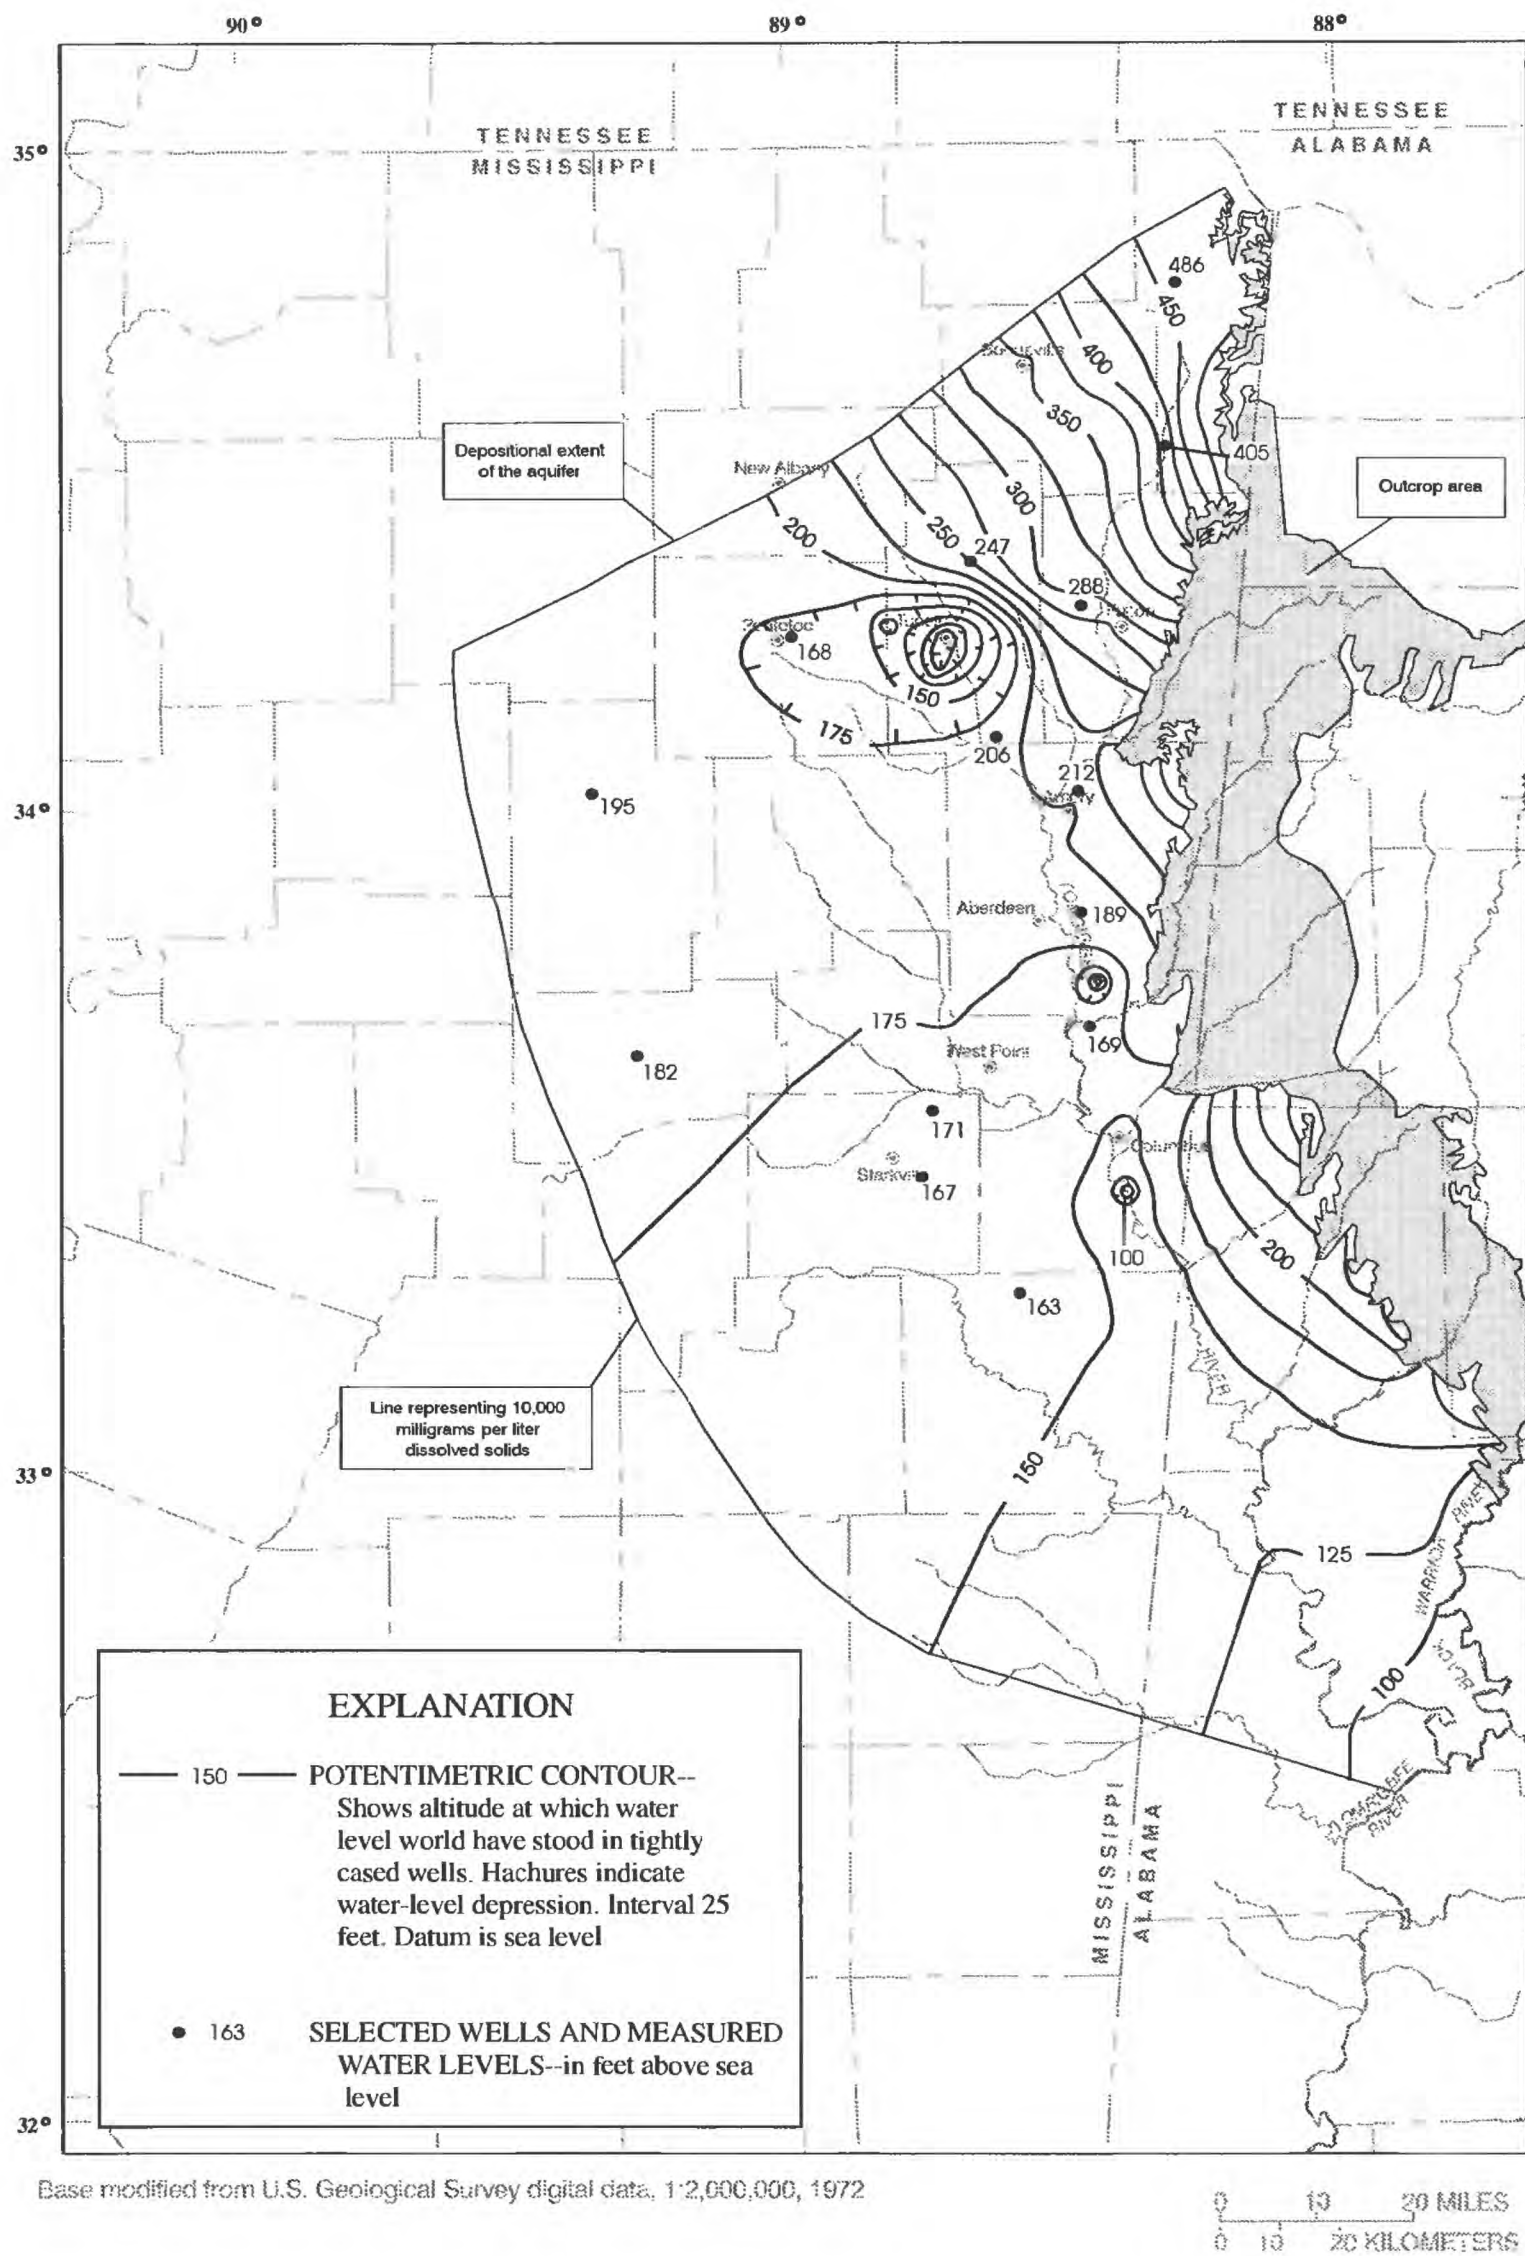 90° 89° 88°
35°
TENNESSEE
MISSISSIPPI
TENNESSEE
ALABAMA
486
450
400
350
405
Depositional extent
of the aquifer
New Albany
Outcrop area
300
250
200
247
288
168
150
175
206
212
34°
195
Aberdeen
189
175
169
West Point
182
171
Columbus
167
100
200
163
RIVER
Line representing 10,000
milligrams per liter
dissolved solids
33°
150
125
WARRIOR RIVER
BLACK
100
RIVER
MISSISSIPPI
ALABAMA
EXPLANATION
150 POTENTIMETRIC CONTOUR--
Shows altitude at which water
level world have stood in tightly
cased wells. Hachures indicate
water-level depression. Interval 25
feet. Datum is sea level
163 SELECTED WELLS AND MEASURED
WATER LEVELS--in feet above sea
level
32°
Base modified from U.S. Geological Survey digital data, 1:2,000,000, 1972
0 10 20 MILES
0 10 20 KILOMETERS